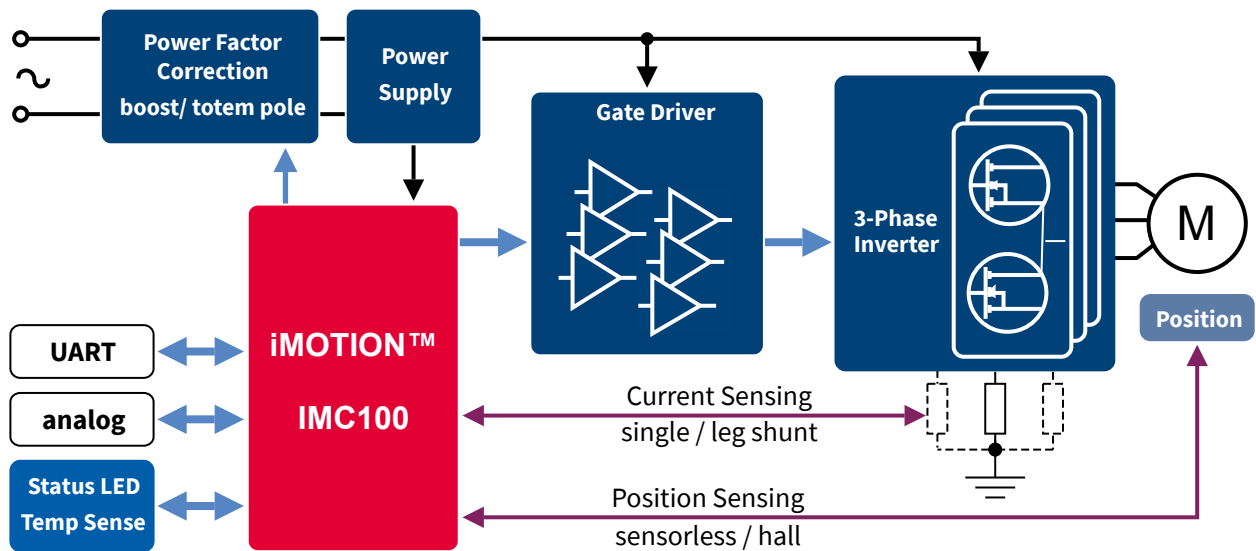 Power Factor
Correction
boost/ totem pole
Power
Supply
Gate Driver
3-Phase
Inverter
M
Position
iMOTION™
IMC100
UART
analog
Status LED
Temp Sense
Current Sensing
single / leg shunt
Position Sensing
sensorless / hall